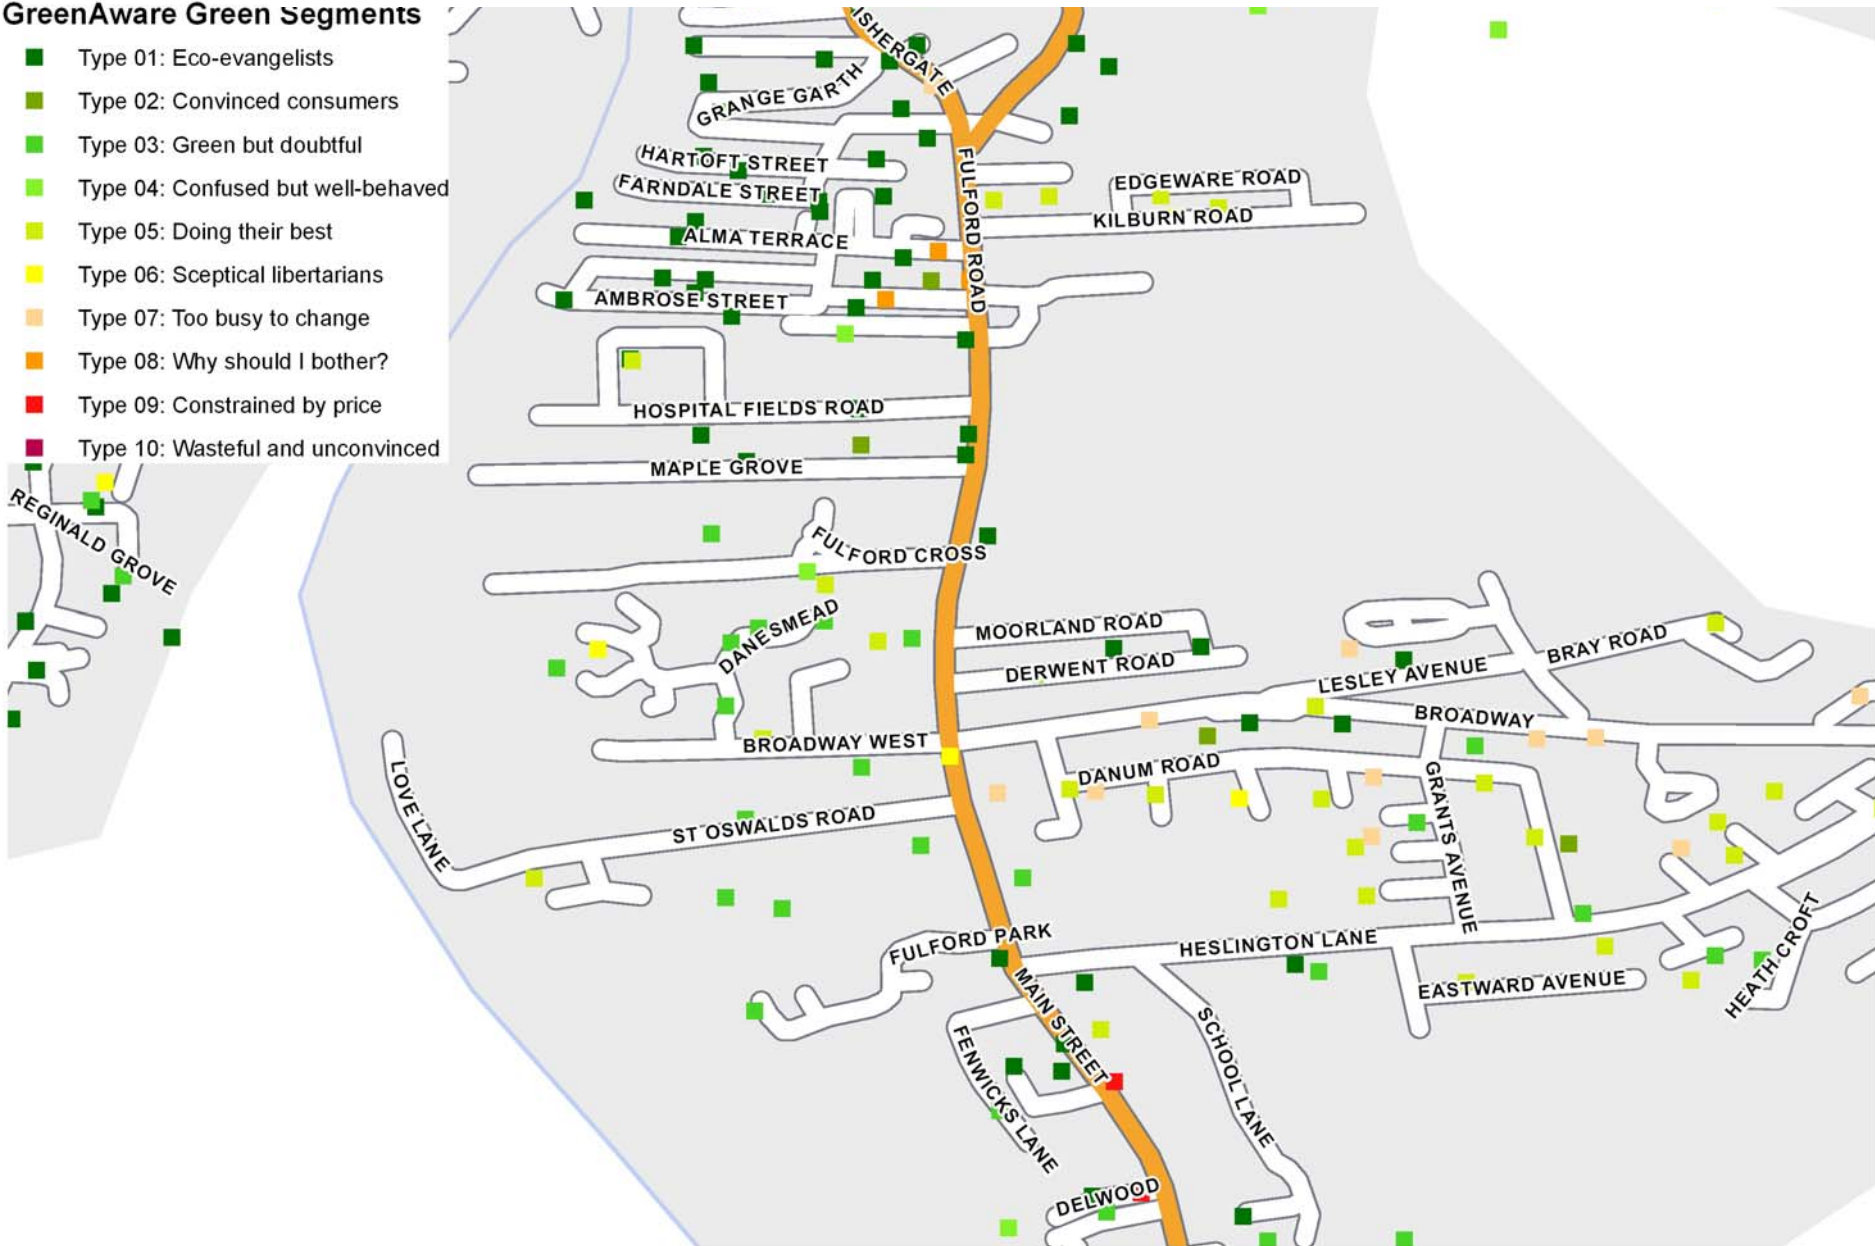 GreenAware Green Segments
Type 01: Eco-evangelists
Type 02: Convinced consumers
Type 03: Green but doubtful
Type 04: Confused but well-behaved
Type 05: Doing their best
Type 06: Sceptical libertarians
Type 07: Too busy to change
Type 08: Why should I bother?
Type 09: Constrained by price
Type 10: Wasteful and unconvinced
ISHERGATE
GRANGE GARTH
HARTOFT STREET
FARNDALE STREET
FULFORD ROAD
EDGEWARE ROAD
KILBURN ROAD
ALMA TERRACE
AMBROSE STREET
HOSPITAL FIELDS ROAD
MAPLE GROVE
REGINALD GROVE
FULFORD CROSS
DANESMEAD
MOORLAND ROAD
DERWENT ROAD
LESLEY AVENUE
BRAY ROAD
BROADWAY
BROADWAY WEST
DANUM ROAD
LOVE LANE
GRANTS AVENUE
ST OSWALDS ROAD
FULFORD PARK
HESLINGTON LANE
HEATH CROFT
EASTWARD AVENUE
MAIN STREET
SCHOOL LANE
FENWICKS LANE
DELWOOD